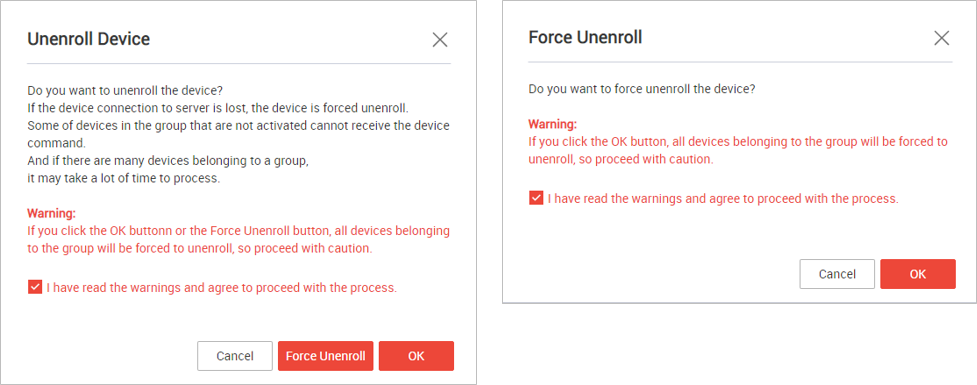 Unenroll Device
Do you want to unenroll the device?
If the device connection to server is lost, the device is forced unenroll.
Some of devices in the group that are not activated cannot receive the device
command.
And if there are many devices belonging to a group,
it may take a lot of time to process.
Warning:
If you click the OK buttonn or the Force Unenroll button, all devices belonging
to the group will be forced to unenroll, so proceed with caution.
I have read the warnings and agree to proceed with the process.
Cancel
Force Unenroll
OK
Force Unenroll
Do you want to force unenroll the device?
Warning:
If you click the OK button, all devices belonging to the group will be forced to
unenroll, so proceed with caution.
I have read the warnings and agree to proceed with the process.
Cancel
OK